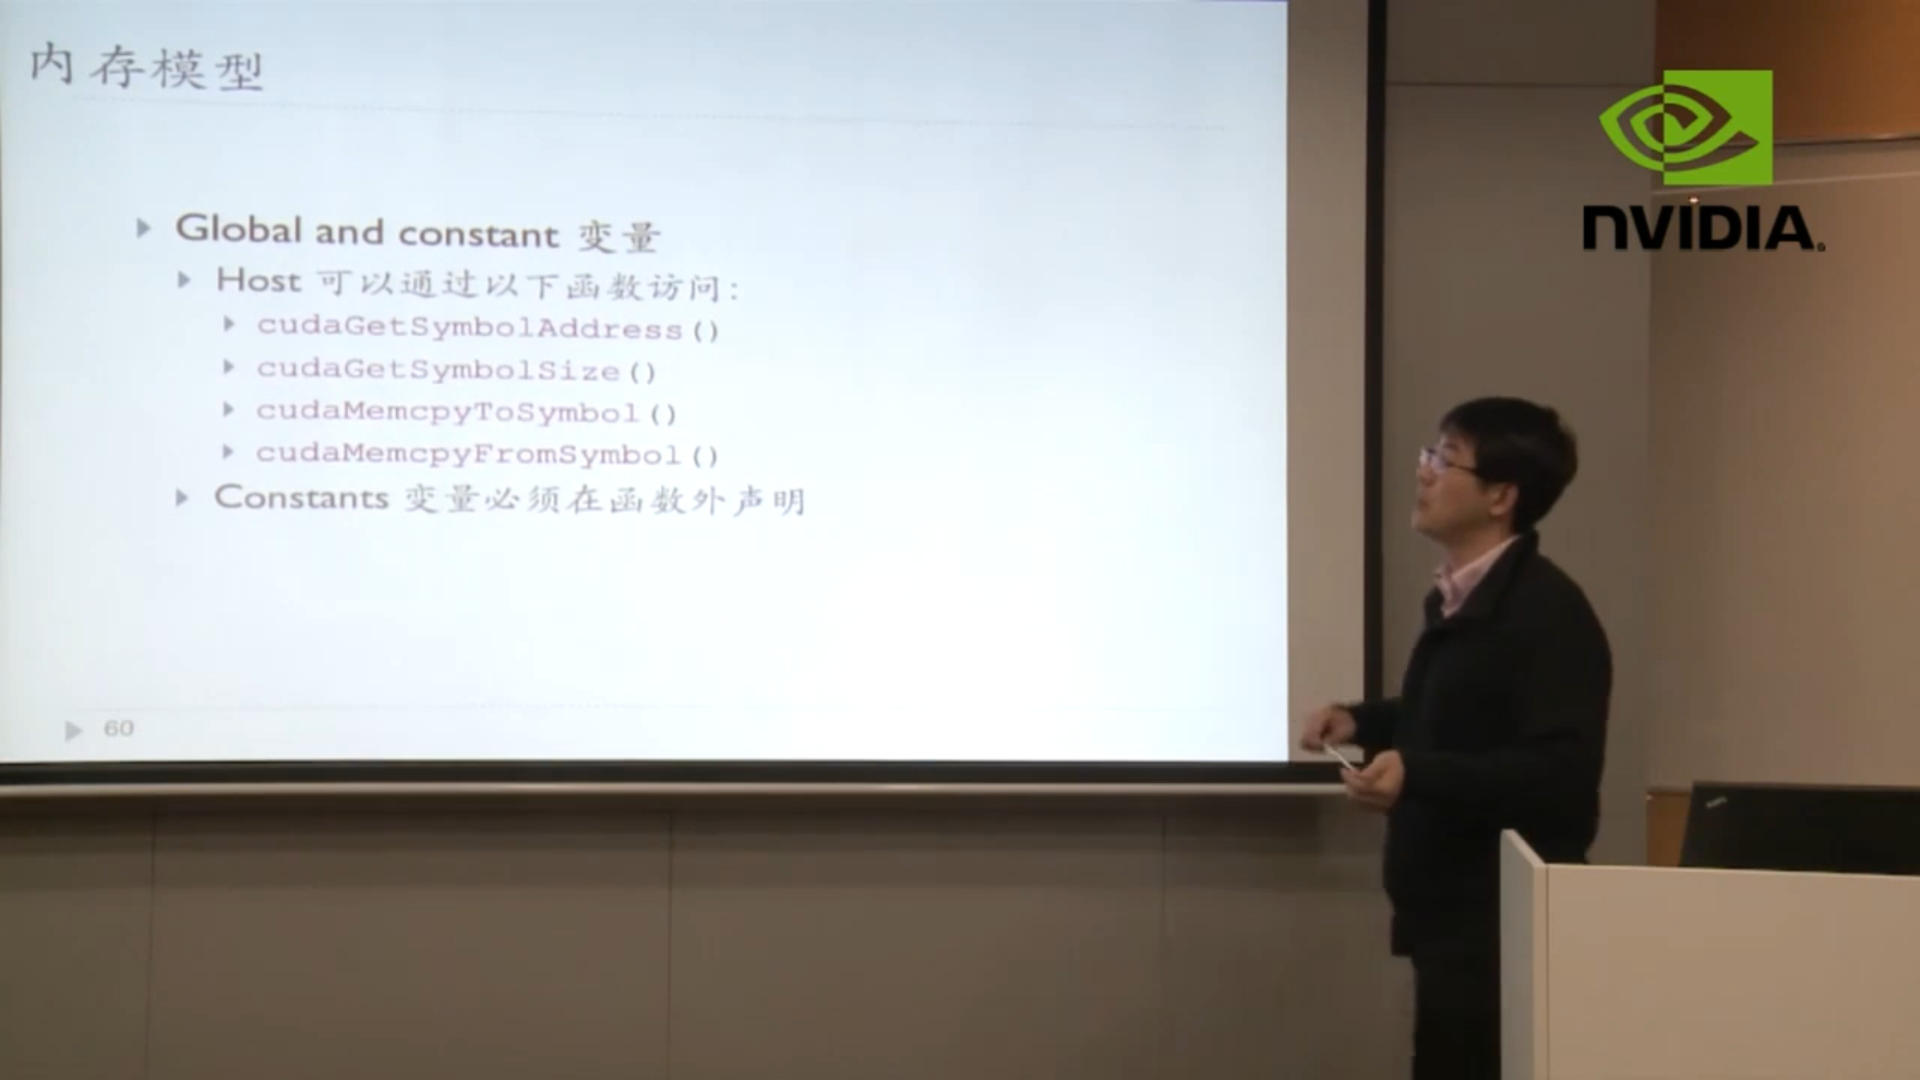 内存模型
Global and constant 变量
Host 可以通过以下函数访问:
cudaGetSymbolAddress()
cudaGetSymbolSize()
cudaMemcpyToSymbol()
cudaMemcpyFromSymbol()
Constants 变量必须在函数外声明
60
NVIDIA